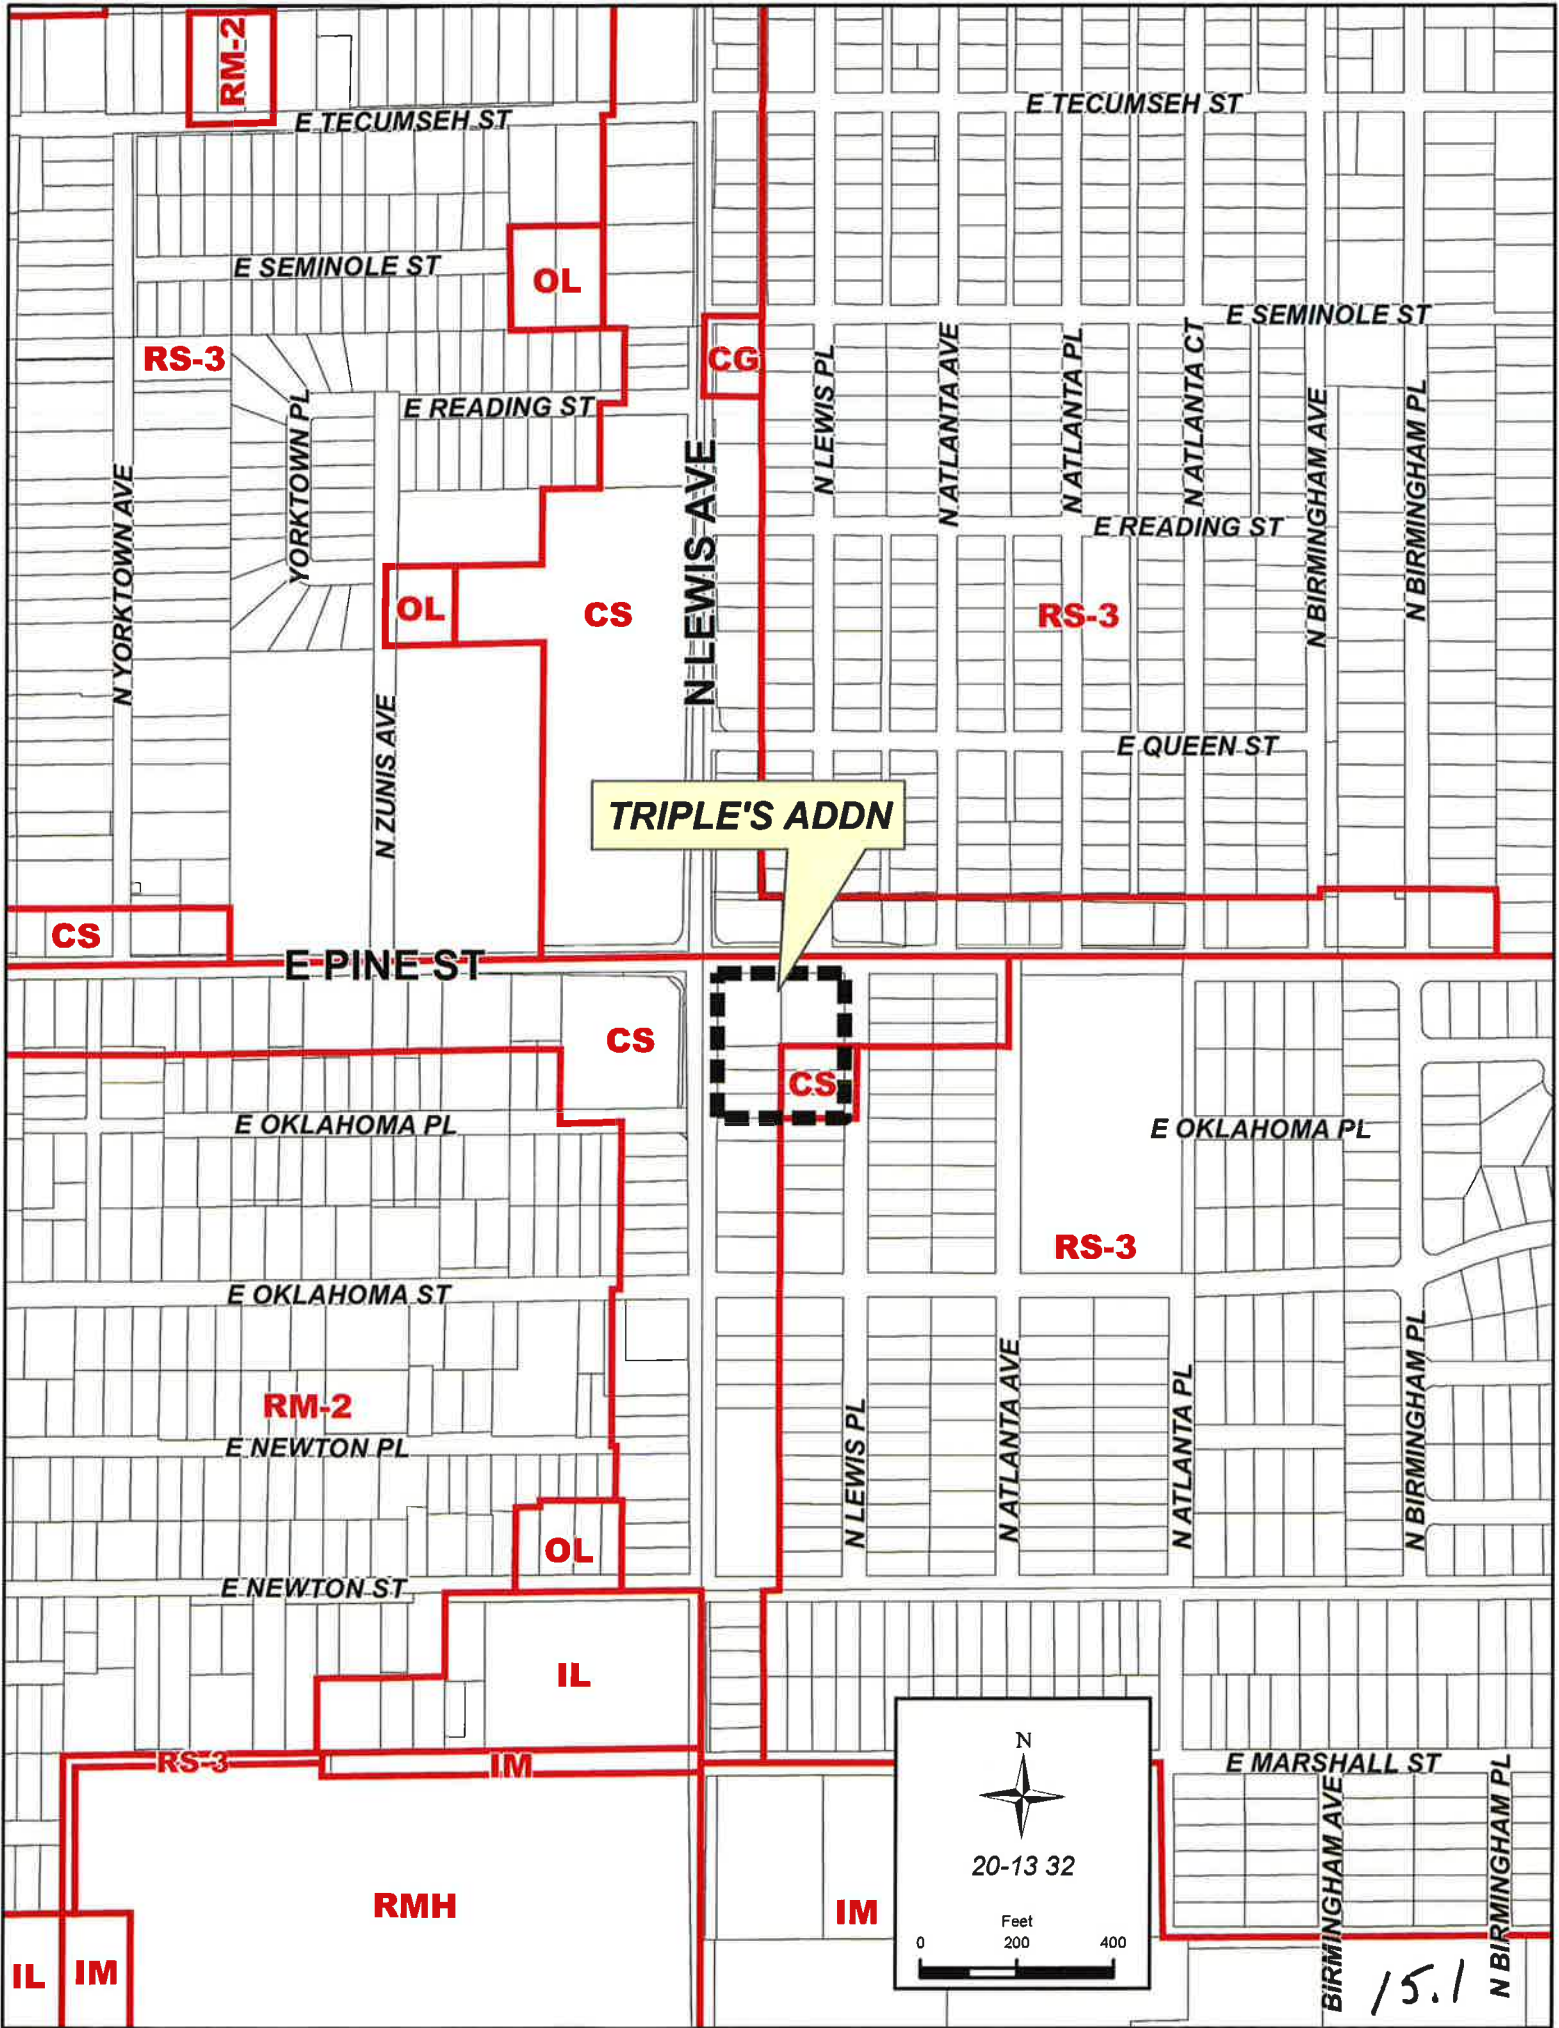 RM-2
E TECUMSEH ST
E TECUMSEH ST
E SEMINOLE ST
OL
E SEMINOLE ST
RS-3
CG
N LEWIS PL
N ATLANTA AVE
N ATLANTA PL
N ATLANTA CT
N BIRMINGHAM AVE
N BIRMINGHAM PL
E READING ST
YORKTOWN PL
N YORKTOWN AVE
N LEWIS AVE
E READING ST
OL
CS
RS-3
N ZUNIS AVE
E QUEEN ST
TRIPLE'S ADDN
CS
E PINE ST
CS
CS
E OKLAHOMA PL
E OKLAHOMA PL
RS-3
E OKLAHOMA ST
RM-2
E NEWTON PL
N LEWIS PL
N ATLANTA AVE
N ATLANTA PL
N BIRMINGHAM PL
OL
E NEWTON ST
IL
RS-3
IM
E MARSHALL ST
N
20-13 32
Feet
0 200 400
RMH
IM
BIRMINGHAM AVE
N BIRMINGHAM PL
IL
IM
15.1